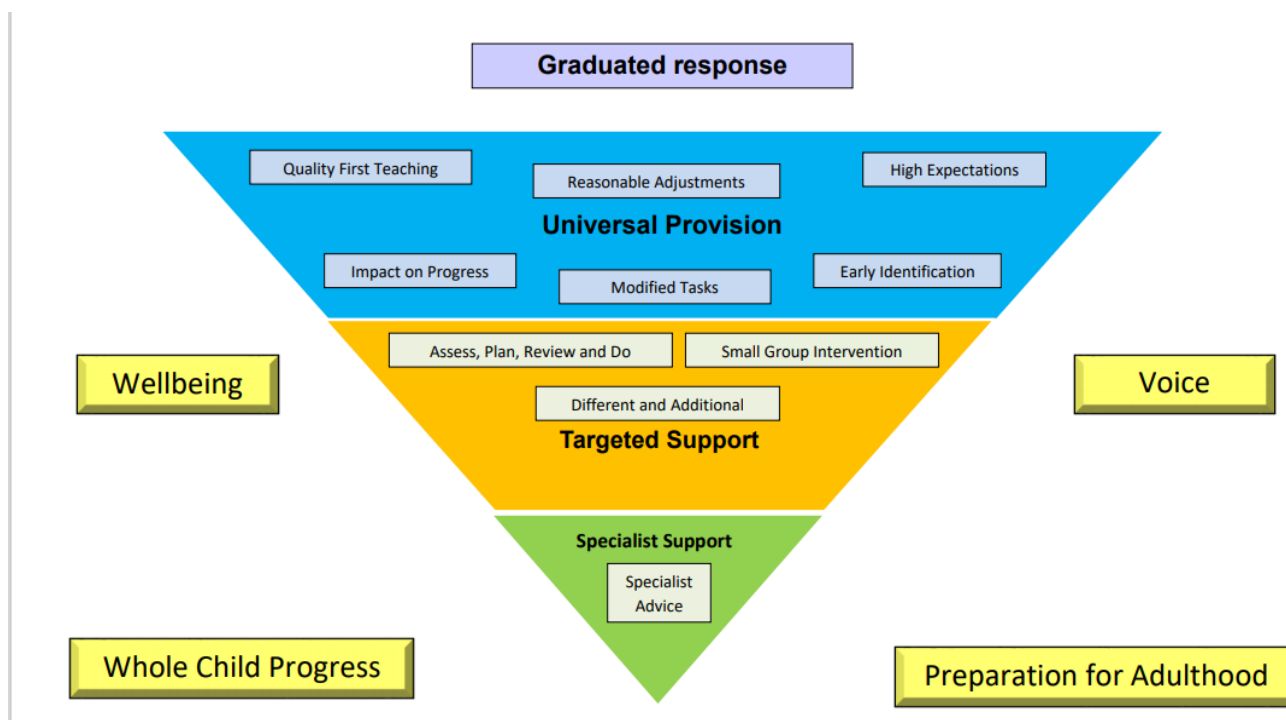 Graduated response
Quality First Teaching
Reasonable Adjustments
High Expectations
Universal Provision
Impact on Progress
Modified Tasks
Early Identification
Assess, Plan, Review and Do
Small Group Intervention
Wellbeing
Voice
Different and Additional
Targeted Support
Specialist Support
Specialist
Advice
Whole Child Progress
Preparation for Adulthood